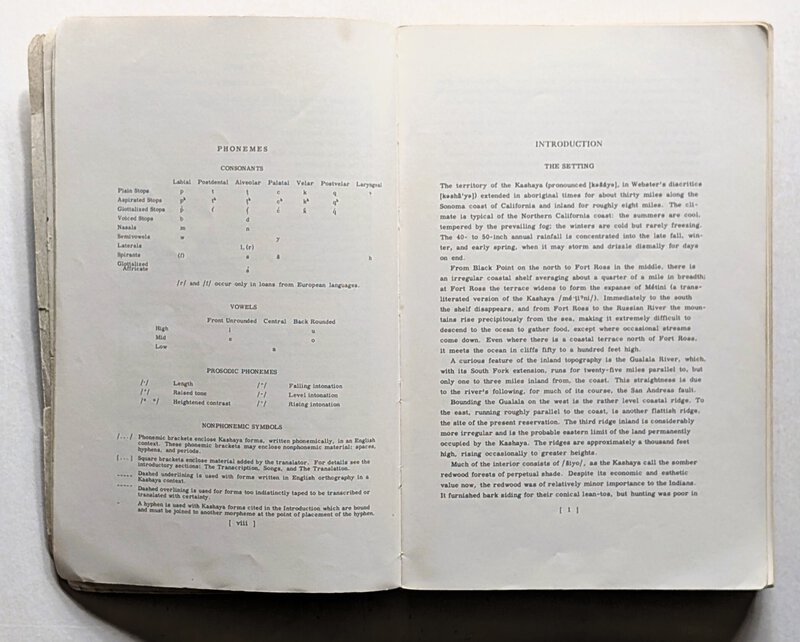 PHONEMES
CONSONANTS
Labial Postdental Alveolar Palatal Velar Postvelar Laryngeal
Plain Stops p t ṭ c k q ʔ
Aspirated Stops pʰ tʰ ṭʰ cʰ kʰ qʰ
Glottalized Stops ṗ t́ ṭ́ ć ḱ q́
Voiced Stops b d
Nasals m n
Semivowels w y
Laterals l, (r)
Spirants (f) s š h
Glottalized
Affricate ś
/r/ and /f/ occur only in loans from European languages.
VOWELS
Front Unrounded Central Back Rounded
High i u
Mid e o
Low a
PROSODIC PHONEMES
Length Falling intonation
Raised tone Level intonation
Heightened contrast Rising intonation
NONPHONEMIC SYMBOLS
/.../ Phonemic brackets enclose Kashaya forms, written phonemically, in an English
context. These phonemic brackets may enclose nonphonemic material: spaces,
hyphens, and periods.
[...] Square brackets enclose material added by the translator. For details see the
introductory sections: The Transcription, Songs, and The Translation.
----- Dashed underlining is used with forms written in English orthography in a
Kashaya context.
----- Dashed overlining is used for forms too indistinctly taped to be transcribed or
translated with certainty.
- A hyphen is used with Kashaya forms cited in the Introduction which are bound
and must be joined to another morpheme at the point of placement of the hyphen.
[ viii ]
INTRODUCTION
THE SETTING
The territory of the Kashaya (pronounced [kəšáyə], in Webster's diacritics
[kəshä'yə]) extended in aboriginal times for about thirty miles along the
Sonoma coast of California and inland for roughly eight miles. The cli-
mate is typical of the Northern California coast: the summers are cool,
tempered by the prevailing fog; the winters are cold but rarely freezing.
The 40- to 50-inch annual rainfall is concentrated into the late fall, win-
ter, and early spring, when it may storm and drizzle dismally for days
on end.
From Black Point on the north to Fort Ross in the middle, there is
an irregular coastal shelf averaging about a quarter of a mile in breadth;
at Fort Ross the terrace widens to form the expanse of Métini (a trans-
literated version of the Kashaya /mé·ṭiʔni/). Immediately to the south
the shelf disappears, and from Fort Ross to the Russian River the moun-
tains rise precipitously from the sea, making it extremely difficult to
descend to the ocean to gather food, except where occasional streams
come down. Even where there is a coastal terrace north of Fort Ross,
it meets the ocean in cliffs fifty to a hundred feet high.
A curious feature of the inland topography is the Gualala River, which,
with its South Fork extension, runs for twenty-five miles parallel to, but
only one to three miles inland from, the coast. This straightness is due
to the river's following, for much of its course, the San Andreas fault.
Bounding the Gualala on the west is the rather level coastal ridge. To
the east, running roughly parallel to the coast, is another flattish ridge,
the site of the present reservation. The third ridge inland is considerably
more irregular and is the probable eastern limit of the land permanently
occupied by the Kashaya. The ridges are approximately a thousand feet
high, rising occasionally to greater heights.
Much of the interior consists of /šiyo/, as the Kashaya call the somber
redwood forests of perpetual shade. Despite its economic and esthetic
value now, the redwood was of relatively minor importance to the Indians.
It furnished bark siding for their conical lean-tos, but hunting was poor in
[ 1 ]